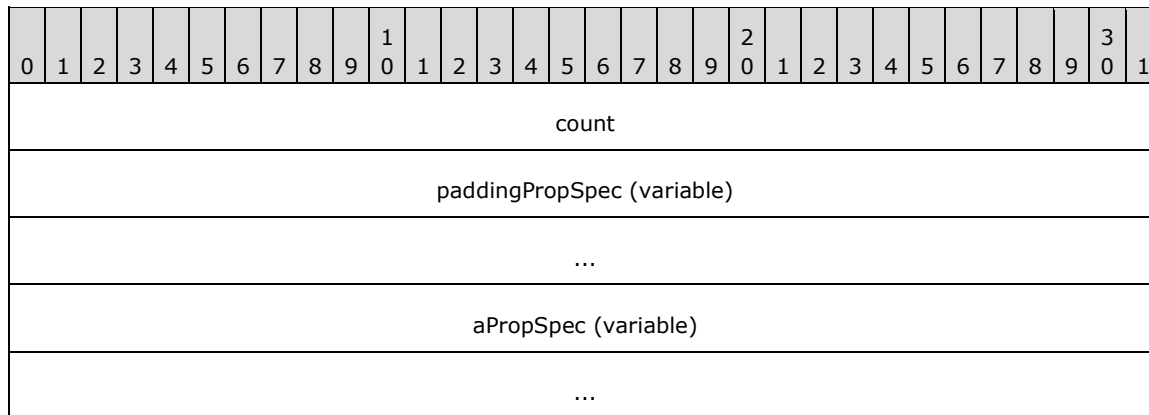 1 2 3
0 1 2 3 4 5 6 7 8 9 0 1 2 3 4 5 6 7 8 9 0 1 2 3 4 5 6 7 8 9 0 1
count
paddingPropSpec (variable)
...
aPropSpec (variable)
...